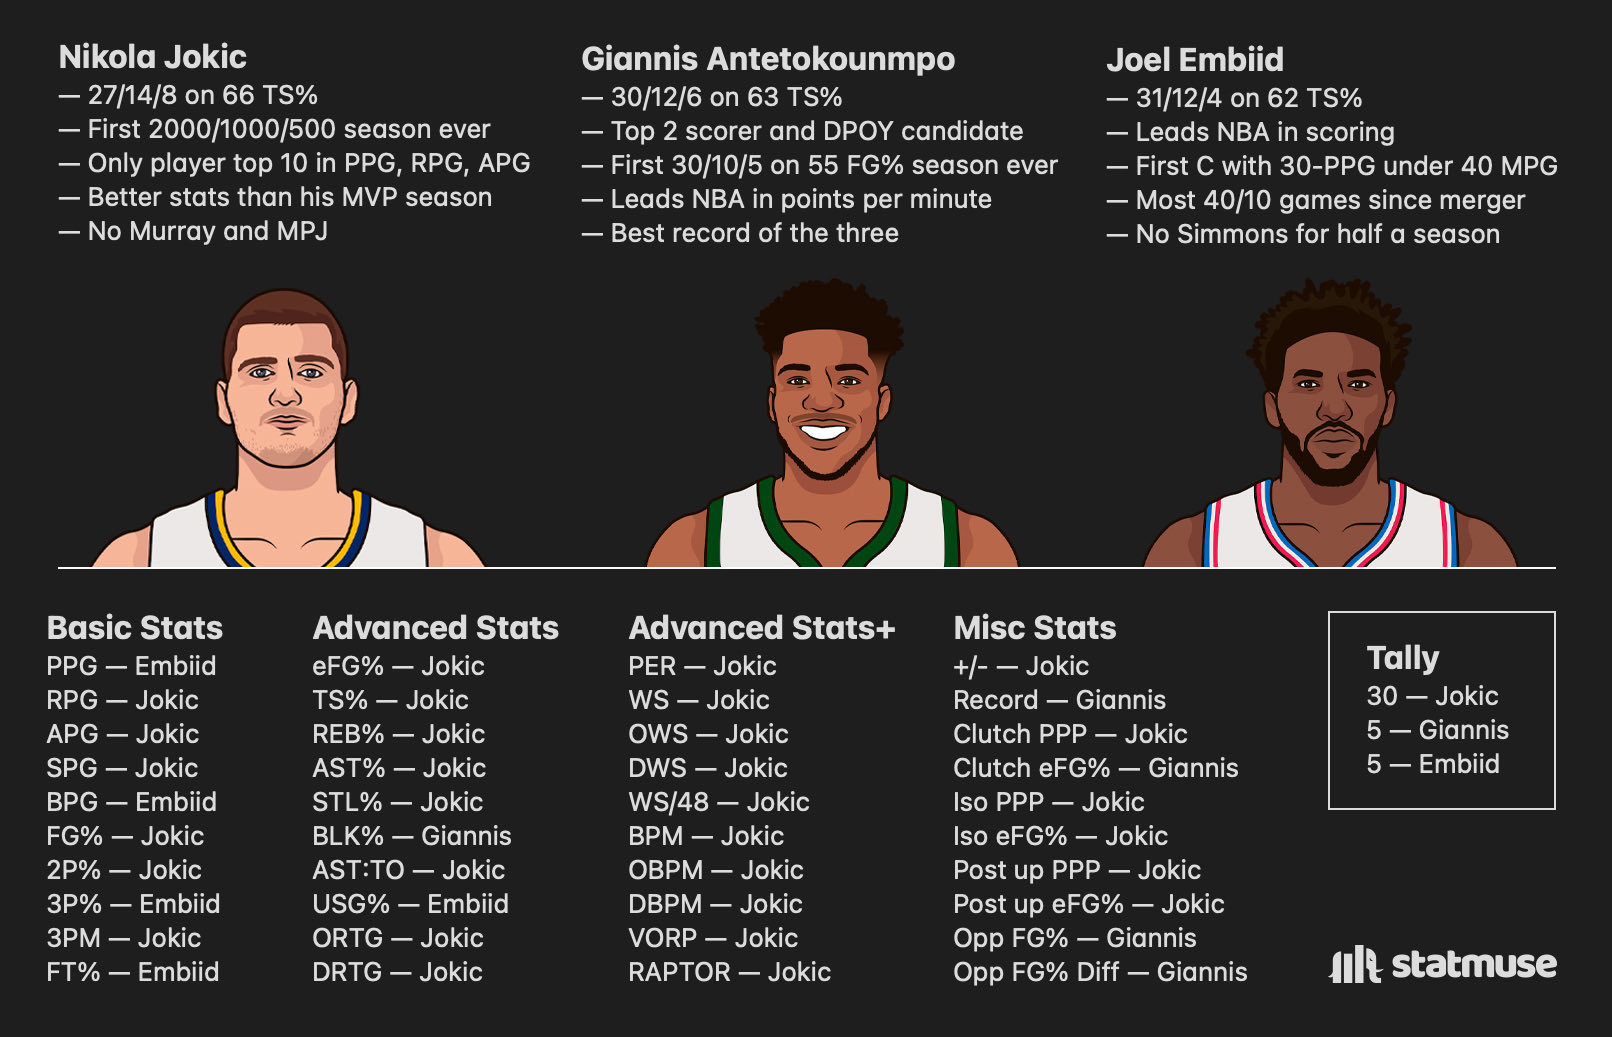 Nikola Jokic
— 27/14/8 on 66 TS%
— First 2000/1000/500 season ever
— Only player top 10 in PPG, RPG, APG
— Better stats than his MVP season
— No Murray and MPJ
Giannis Antetokounmpo
— 30/12/6 on 63 TS%
— Top 2 scorer and DPOY candidate
— First 30/10/5 on 55 FG% season ever
— Leads NBA in points per minute
— Best record of the three
Joel Embiid
— 31/12/4 on 62 TS%
— Leads NBA in scoring
— First C with 30-PPG under 40 MPG
— Most 40/10 games since merger
— No Simmons for half a season
Basic Stats
PPG — Embiid
RPG — Jokic
APG — Jokic
SPG — Jokic
BPG — Embiid
FG% — Jokic
2P% — Jokic
3P% — Embiid
3PM — Jokic
FT% — Embiid
Advanced Stats
eFG% — Jokic
TS% — Jokic
REB% — Jokic
AST% — Jokic
STL% — Jokic
BLK% — Giannis
AST:TO — Jokic
USG% — Embiid
ORTG — Jokic
DRTG — Jokic
Advanced Stats+
PER — Jokic
WS — Jokic
OWS — Jokic
DWS — Jokic
WS/48 — Jokic
BPM — Jokic
OBPM — Jokic
DBPM — Jokic
VORP — Jokic
RAPTOR — Jokic
Misc Stats
+/- — Jokic
Record — Giannis
Clutch PPP — Jokic
Clutch eFG% — Giannis
Iso PPP — Jokic
Iso eFG% — Jokic
Post up PPP — Jokic
Post up eFG% — Jokic
Opp FG% — Giannis
Opp FG% Diff — Giannis
Tally
30 — Jokic
5 — Giannis
5 — Embiid
statmuse